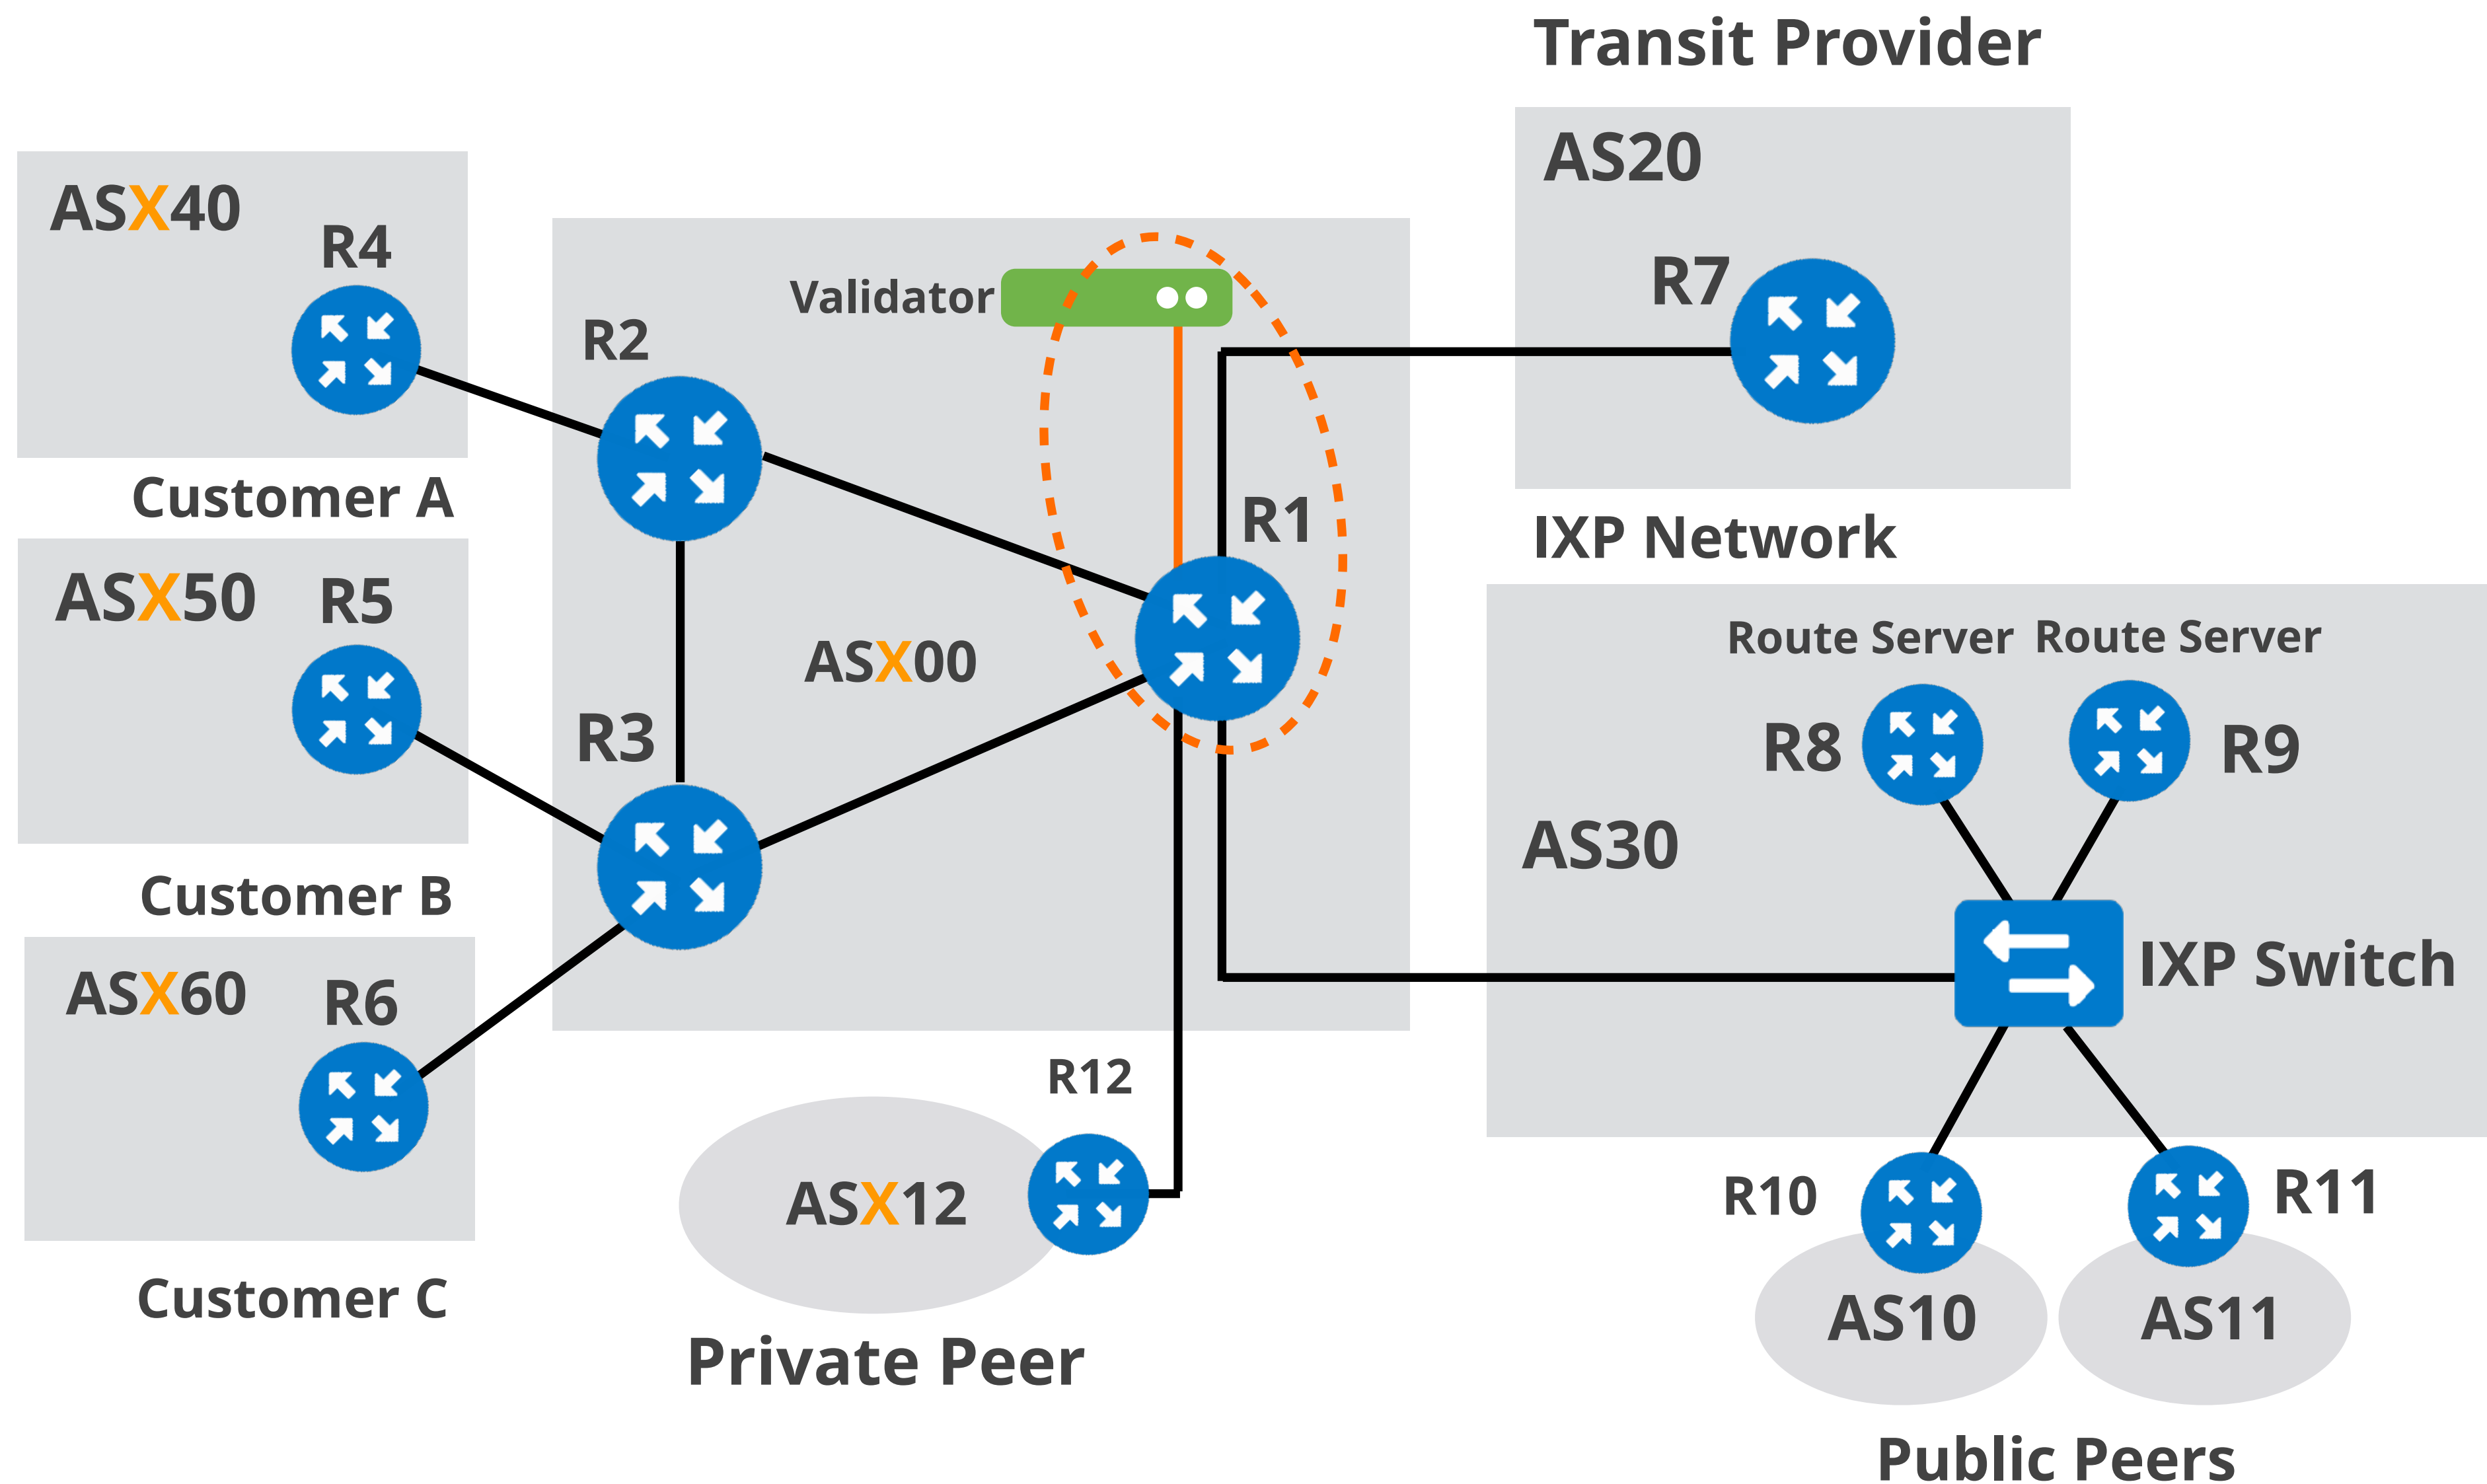 Transit Provider
AS20
R7
ASX40
R4
Customer A
ASX50
R5
Customer B
ASX60
R6
Customer C
Validator
R2
R1
ASX00
R3
IXP Network
Route Server
Route Server
R8
R9
AS30
IXP Switch
R12
ASX12
Private Peer
R10
R11
AS10
AS11
Public Peers